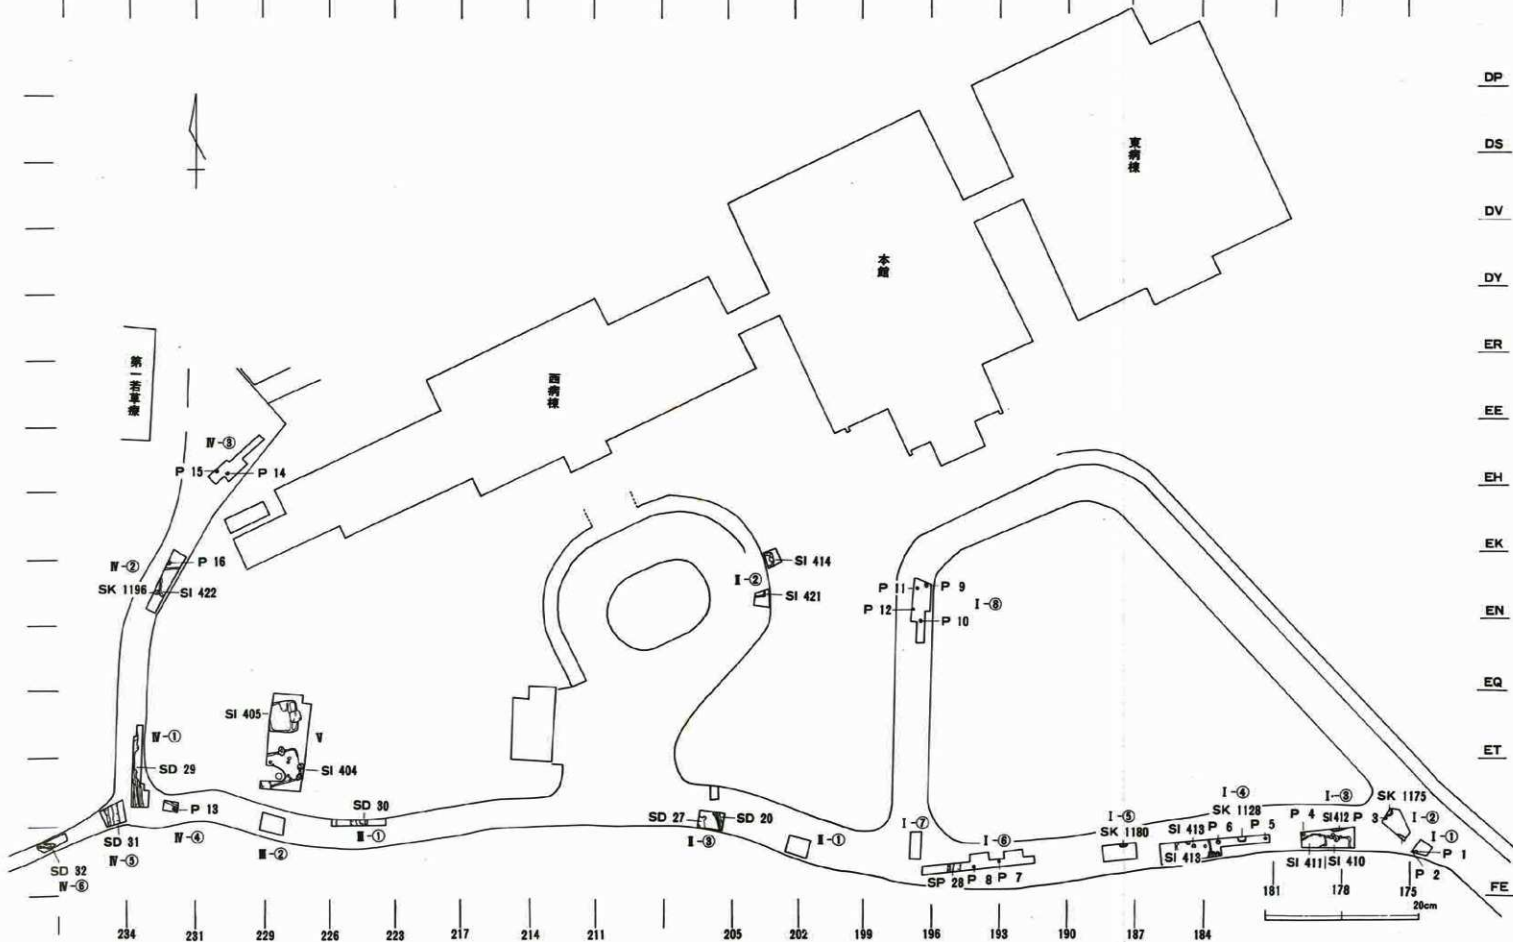 DP
DS
DV
DY
ER
EE
EH
EK
EN
EQ
ET
FE
東病棟
本館
西病棟
第一若草寮
Ⅳ-③
P 15
P 14
Ⅳ-②
P 16
SK 1196
SI 422
SI 414
Ⅱ-②
SI 421
P 11
P 9
P 12
P 10
Ⅰ-⑧
SI 405
Ⅴ
SI 404
Ⅳ-①
SD 29
P 13
Ⅳ-④
SD 31
Ⅳ-⑤
SD 32
Ⅳ-⑥
Ⅲ-②
SD 30
Ⅲ-①
SD 27
SD 20
Ⅱ-③
Ⅱ-①
Ⅰ-⑦
Ⅰ-⑥
SP 28
P 8
P 7
Ⅰ-⑤
SK 1180
Ⅰ-④
SK 1128
SI 413
P 6
P 5
SI 413
Ⅰ-③
P 4
SI412
P 3
SI 411
SI 410
SK 1175
Ⅰ-②
Ⅰ-①
P 1
P 2
181
178
175
20cm
234
231
229
226
223
217
214
211
205
202
199
196
193
190
187
184